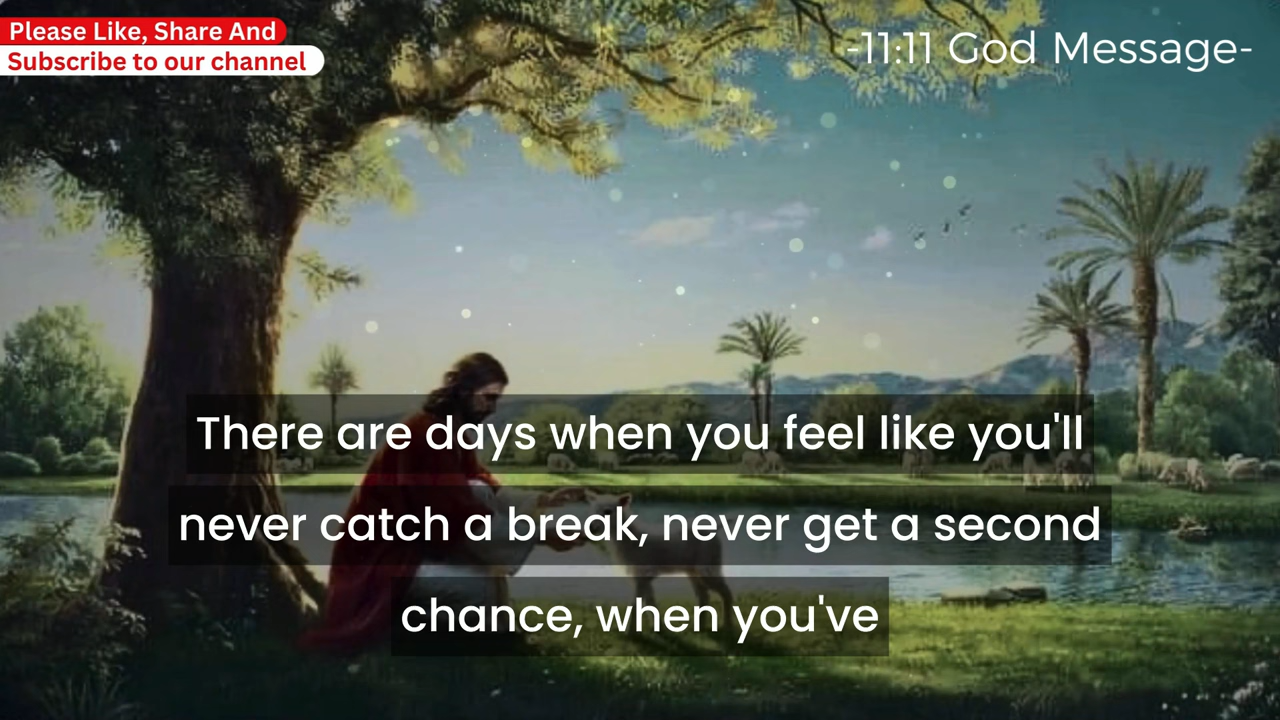 Please Like, Share And
Subscribe to our channel
-11:11 God Message-
There are days when you feel like you'll
never catch a break, never get a second
chance, when you've